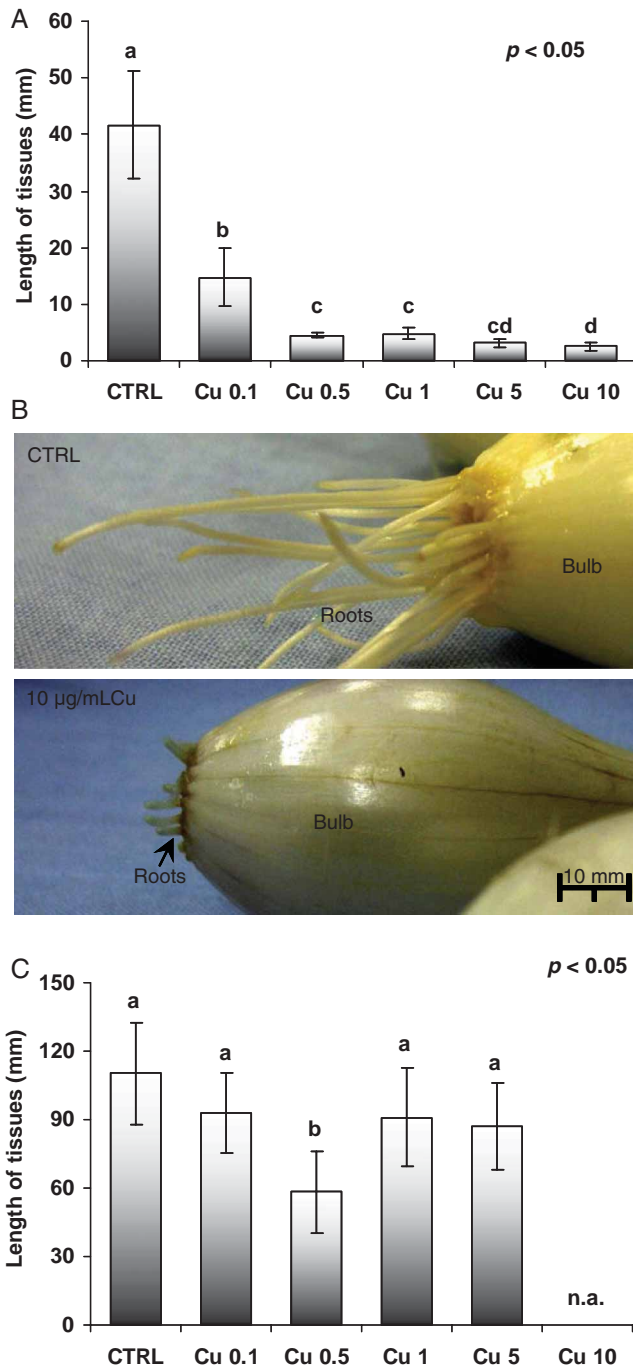 A
60
50
40
30
20
10
0
Length of tissues (mm)
p < 0.05
a
b
c
c
cd
d
CTRL Cu 0.1 Cu 0.5 Cu 1 Cu 5 Cu 10
B
CTRL
Bulb
Roots
10 µg/mLCu
Bulb
Roots
10 mm
C
150
120
90
60
30
0
Length of tissues (mm)
p < 0.05
a
a
b
a
a
n.a.
CTRL Cu 0.1 Cu 0.5 Cu 1 Cu 5 Cu 10